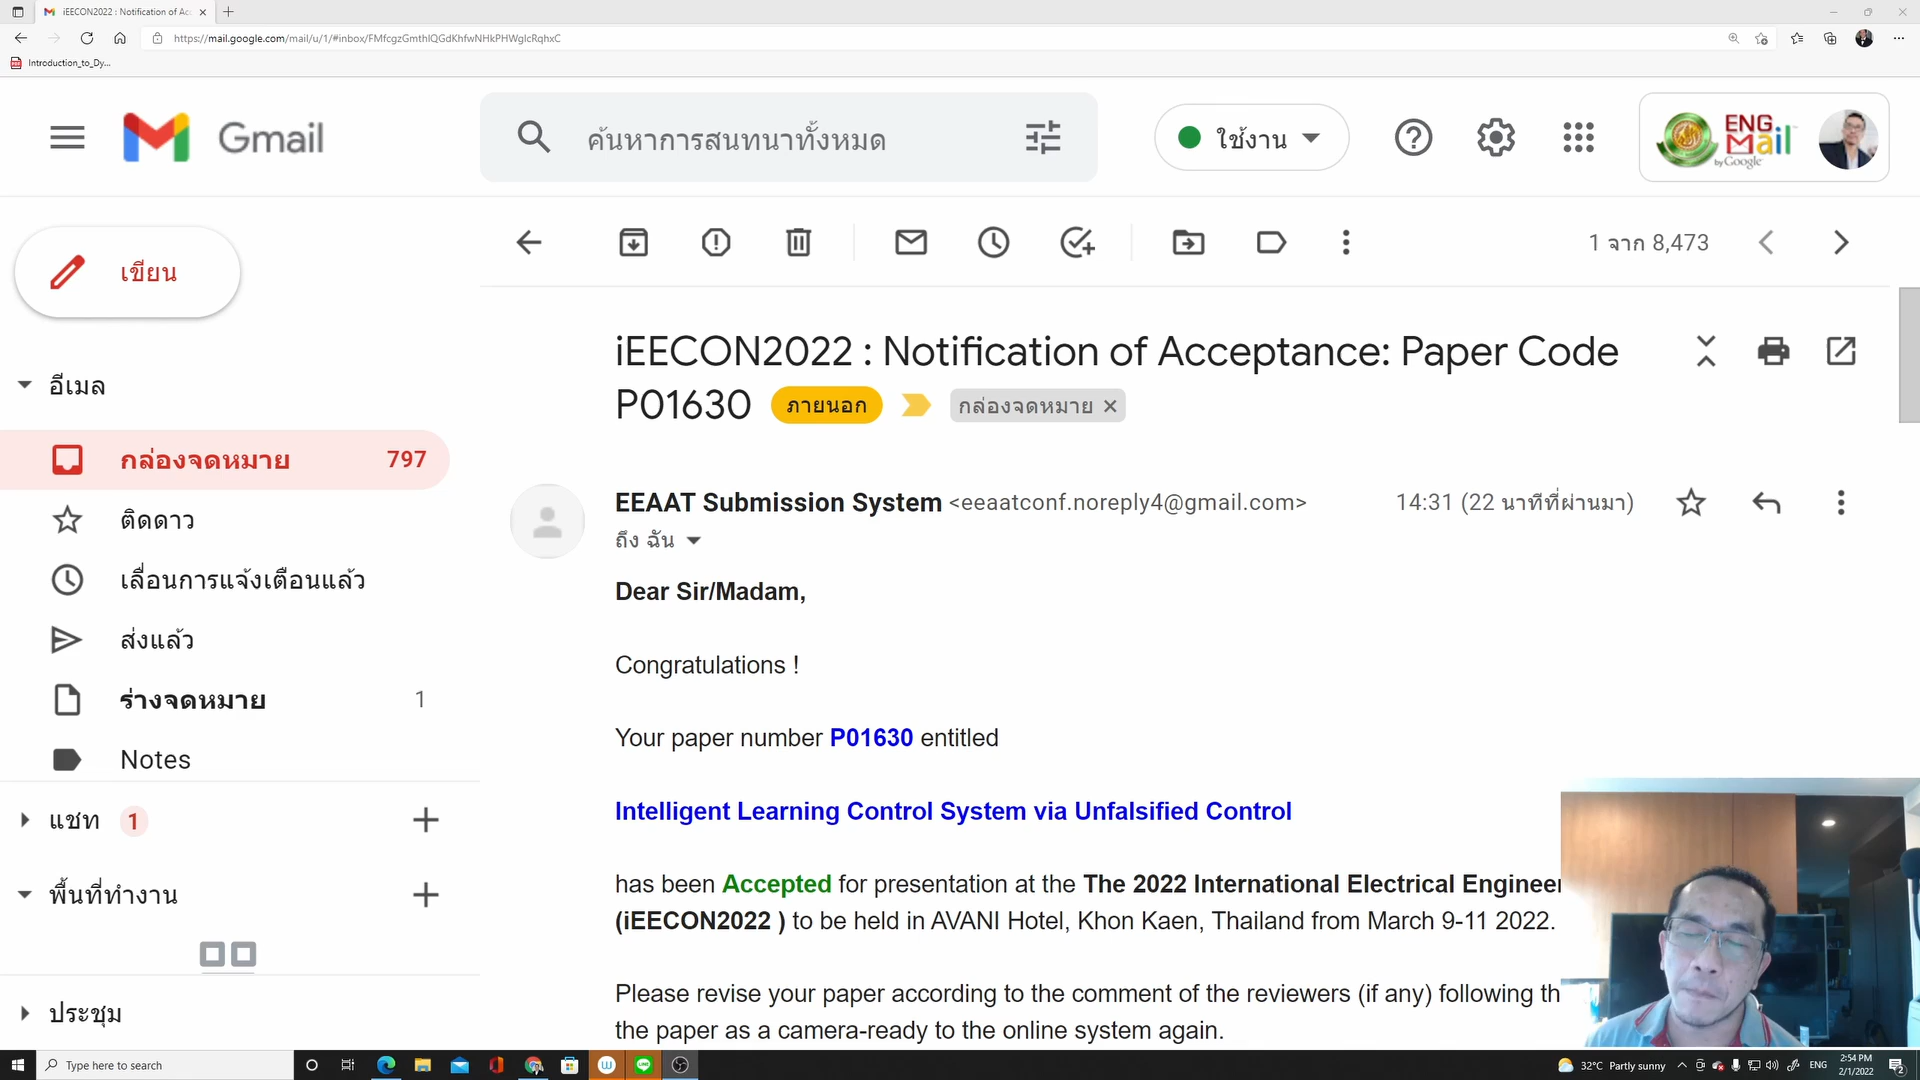 iEECON2022 : Notification of Acc
https://mail.google.com/mail/u/1/#inbox/FMfcgzGmthlQGdKhfwNHkPHWglcRqhxC
Introduction_to_Dy...
Gmail
ค้นหาการสนทนาทั้งหมด
ใช้งาน
ENG Mail by Google
เขียน
1 จาก 8,473
iEECON2022 : Notification of Acceptance: Paper Code
P01630 ภายนอก กล่องจดหมาย
อีเมล
กล่องจดหมาย 797
ติดดาว
เลื่อนการแจ้งเตือนแล้ว
ส่งแล้ว
ร่างจดหมาย 1
Notes
แชท 1
พื้นที่ทำงาน
ประชุม
EEAAT Submission System <eeaatconf.noreply4@gmail.com> 14:31 (22 นาทีที่ผ่านมา)
ถึง ฉัน
Dear Sir/Madam,
Congratulations !
Your paper number P01630 entitled
Intelligent Learning Control System via Unfalsified Control
has been Accepted for presentation at the The 2022 International Electrical Engineer
(iEECON2022 ) to be held in AVANI Hotel, Khon Kaen, Thailand from March 9-11 2022.
Please revise your paper according to the comment of the reviewers (if any) following th
the paper as a camera-ready to the online system again.
Type here to search
32°C Partly sunny
ENG
2:54 PM
2/1/2022